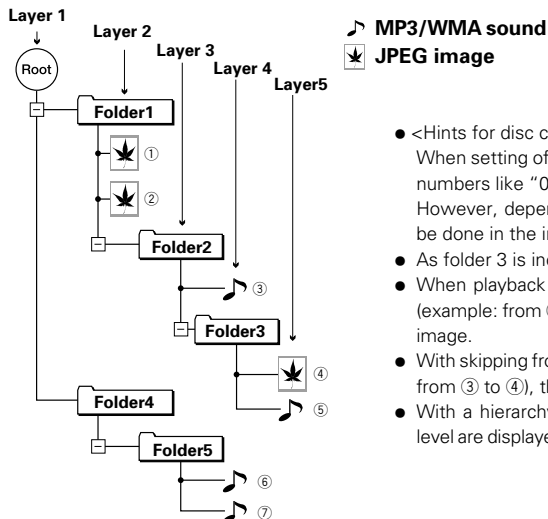 Layer 1
Layer 2
Layer 3
Layer 4
Layer5
Root
Folder1
①
②
Folder2
③
Folder3
④
⑤
Folder4
Folder5
⑥
⑦
MP3/WMA sound
JPEG image
● <Hints for disc c
When setting of
numbers like "0
However, depen
be done in the i
● As folder 3 is in
● When playback
(example: from
image.
● With skipping fro
from ③ to ④), th
● With a hierarch
level are displaye